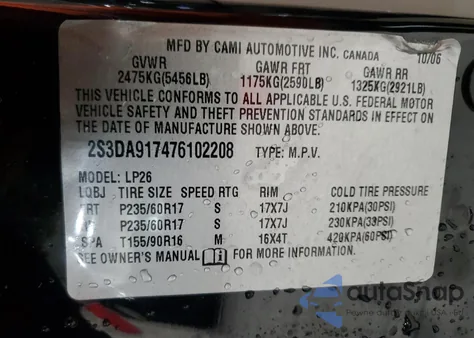 MFD BY CAMI AUTOMOTIVE INC. CANADA 10/06
GVWR GAWR FRT GAWR RR
2475KG(5456LB) 1175KG(2590LB) 1325KG(2921LB)
THIS VEHICLE CONFORMS TO ALL APPLICABLE U.S. FEDERAL MOTOR
VEHICLE SAFETY AND THEFT PREVENTION STANDARDS IN EFFECT ON
THE DATE OF MANUFACTURE SHOWN ABOVE.
2S3DA917476102208 TYPE: M.P.V.
MODEL: LP26
LOBJ TIRE SIZE SPEED RTG RIM COLD TIRE PRESSURE
FRT P235/60R17 S 17X7J 210KPA(30PSI)
P235/60R17 S 17X7J 230KPA(33PSI)
SPA T155/90R16 M 16X4T 420KPA(60PSI)
SEE OWNER'S MANUAL FOR MORE INFORMATION.
autoSnap